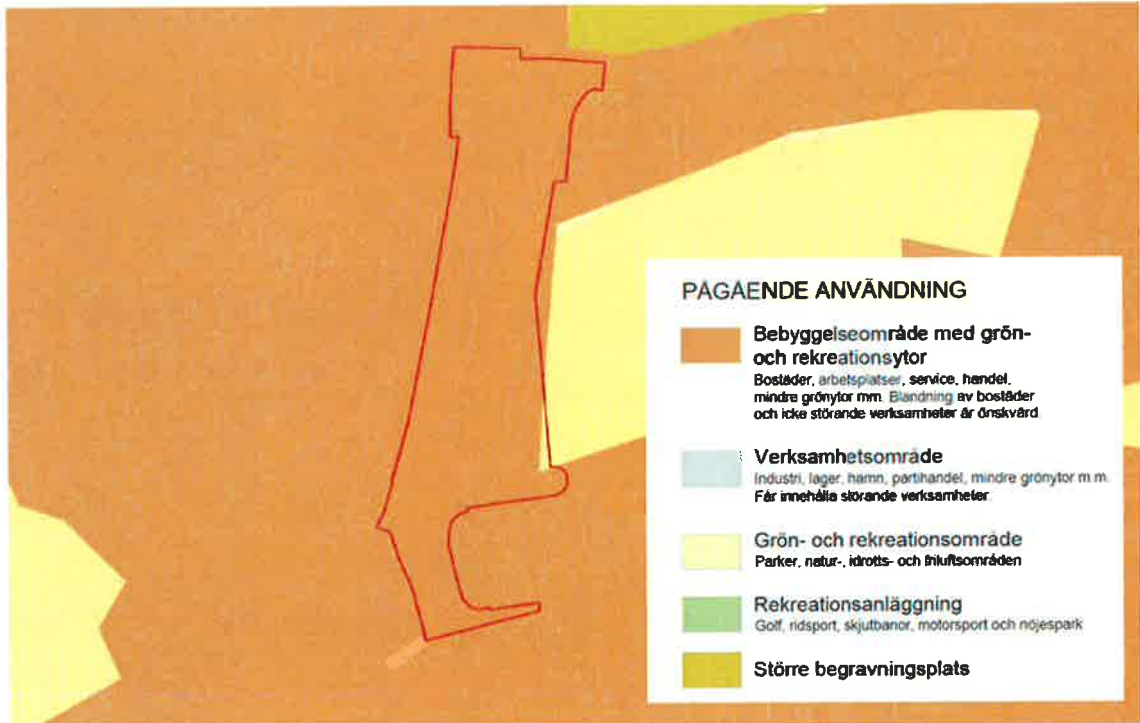 PAGAENDE ANVÄNDNING
Bebyggelseområde med grön-
och rekreationsytor
Bostäder, arbetsplatser, service, handel,
mindre grönytor mm. Blandning av bostäder
och icke störande verksamheter är önskvärd.
Verksamhetsområde
Industri, lager, hamn, partihandel, mindre grönytor m.m.
Får innehålla störande verksamheter.
Grön- och rekreationsområde
Parker, natur-, idrotts- och friluftsområden
Rekreationsanläggning
Golf, ridsport, skjutbanor, motorsport och nöjespark
Större begravningsplats